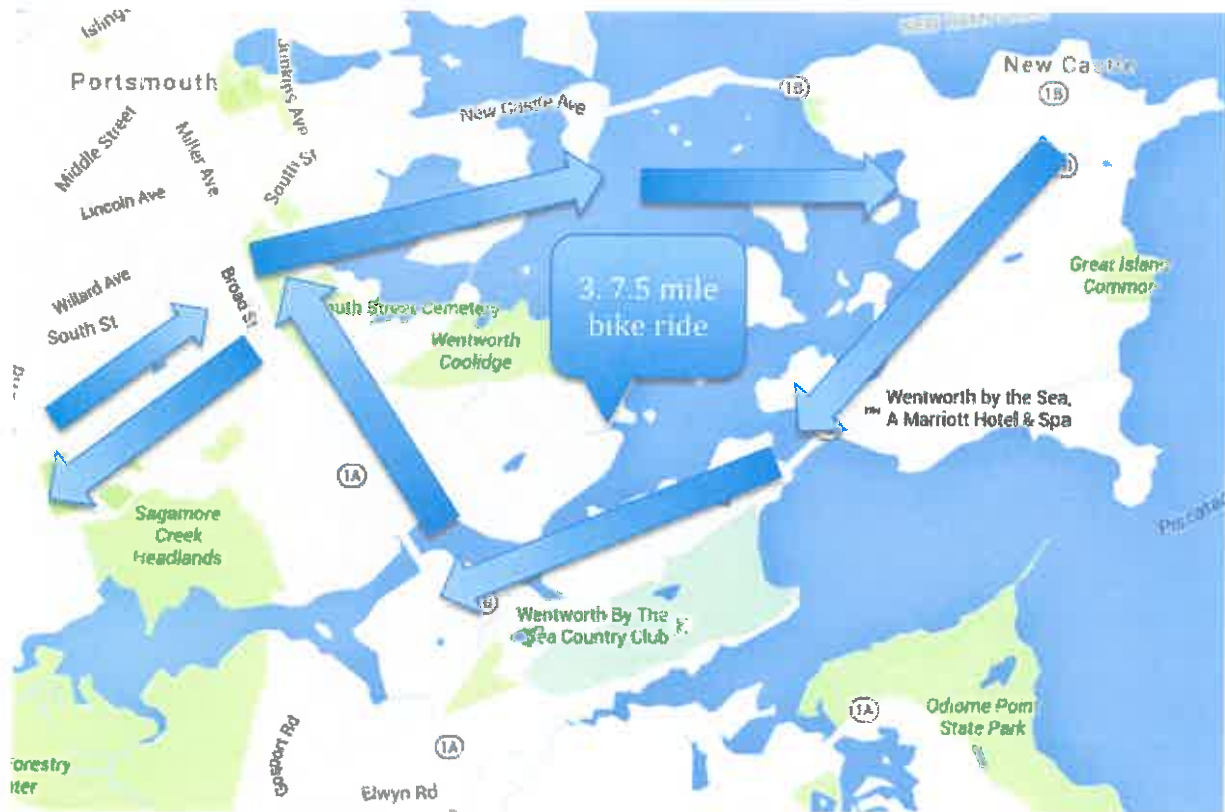 Portsmouth
Junkins Ave
Middle Street
Miller Ave
South St
Lincoln Ave
New Castle Ave
1B
New Castle
1B
Willard Ave
South St
Broad St
South Street Cemetery
Wentworth
Coolidge
3. 7.5 mile
bike ride
Great Island
Common
Wentworth by the Sea,
A Marriott Hotel & Spa
1A
Sagamore
Creek
Headlands
Wentworth By The
Sea Country Club
1A
Odiorne Point
State Park
Gosport Rd
1A
Elwyn Rd
Forestry